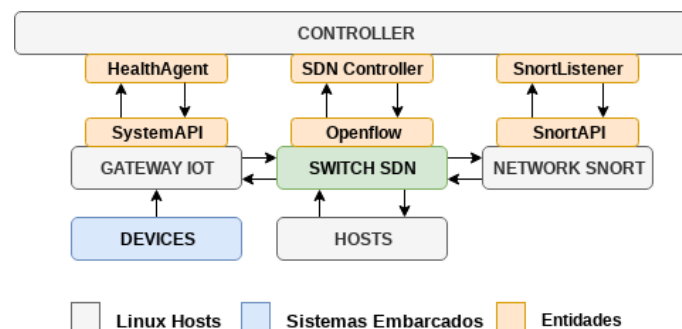 CONTROLLER
HealthAgent
SDN Controller
SnortListener
SystemAPI
Openflow
SnortAPI
GATEWAY IOT
SWITCH SDN
NETWORK SNORT
DEVICES
HOSTS
Linux Hosts
Sistemas Embarcados
Entidades